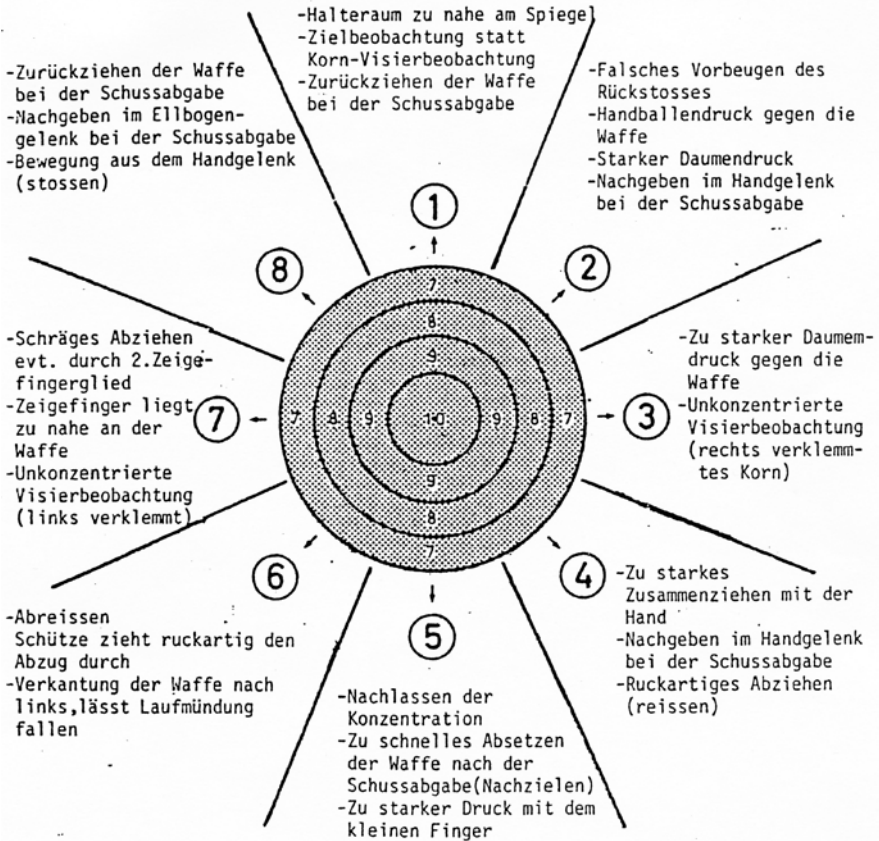 -Halteraum zu nahe am Spiegel
-Zielbeobachtung statt
Korn-Visierbeobachtung
-Zurückziehen der Waffe
bei der Schussabgabe
1
-Falsches Vorbeugen des
Rückstosses
-Handballendruck gegen die
Waffe
-Starker Daumendruck
-Nachgeben im Handgelenk
bei der Schussabgabe
2
-Zu starker Daumem-
druck gegen die
Waffe
-Unkonzentrierte
Visierbeobachtung
(rechts verklemm-
tes Korn)
3
-Zu starkes
Zusammenziehen mit der
Hand
-Nachgeben im Handgelenk
bei der Schussabgabe
-Ruckartiges Abziehen
(reissen)
4
5
-Nachlassen der
Konzentration
-Zu schnelles Absetzen
der Waffe nach der
Schussabgabe(Nachzielen)
-Zu starker Druck mit dem
kleinen Finger
6
-Abreissen
Schütze zieht ruckartig den
Abzug durch
-Verkantung der Waffe nach
links,lässt Laufmündung
fallen
-Schräges Abziehen
evt. durch 2.Zeige-
fingerglied
-Zeigefinger liegt
zu nahe an der
Waffe
-Unkonzentrierte
Visierbeobachtung
(links verklemmt)
7
-Zurückziehen der Waffe
bei der Schussabgabe
-Nachgeben im Ellbogen-
gelenk bei der Schussabgabe
-Bewegung aus dem Handgelenk
(stossen)
8
7
8
9
7 8 9 10 9 8 7
9
8
7